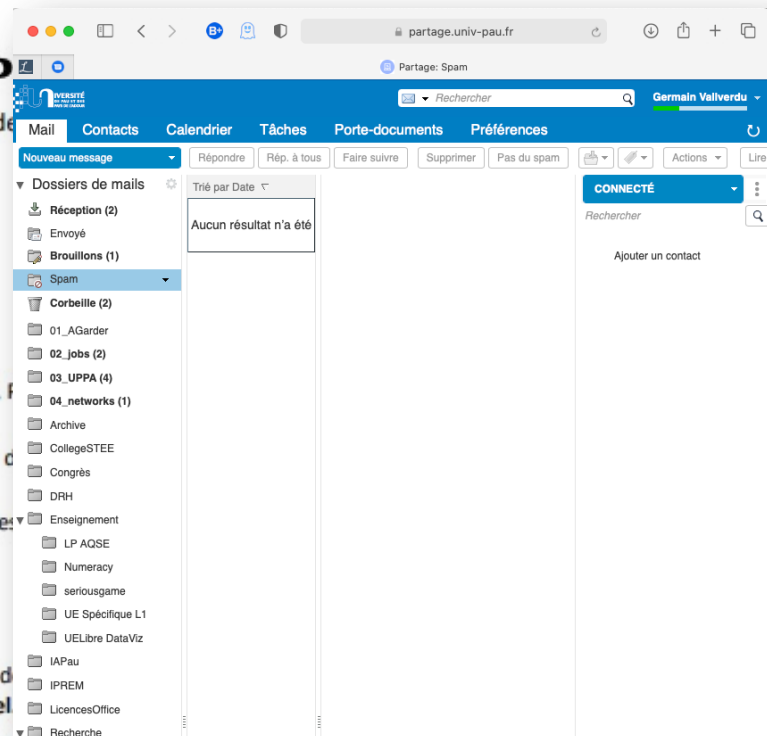 partage.univ-pau.fr
Partage: Spam
UNIVERSITÉ
Rechercher
Germain Vallverdu
Mail Contacts Calendrier Tâches Porte-documents Préférences
Nouveau message Répondre Rép. à tous Faire suivre Supprimer Pas du spam Actions Lire
Dossiers de mails
Trié par Date
CONNECTÉ
Réception (2)
Rechercher
Envoyé
Aucun résultat n'a été
Brouillons (1)
Ajouter un contact
Spam
Corbeille (2)
01_AGarder
02_jobs (2)
03_UPPA (4)
04_networks (1)
Archive
CollegeSTEE
Congrès
DRH
Enseignement
LP AQSE
Numeracy
seriousgame
UE Spécifique L1
UELibre DataViz
IAPau
IPREM
LicencesOffice
Recherche